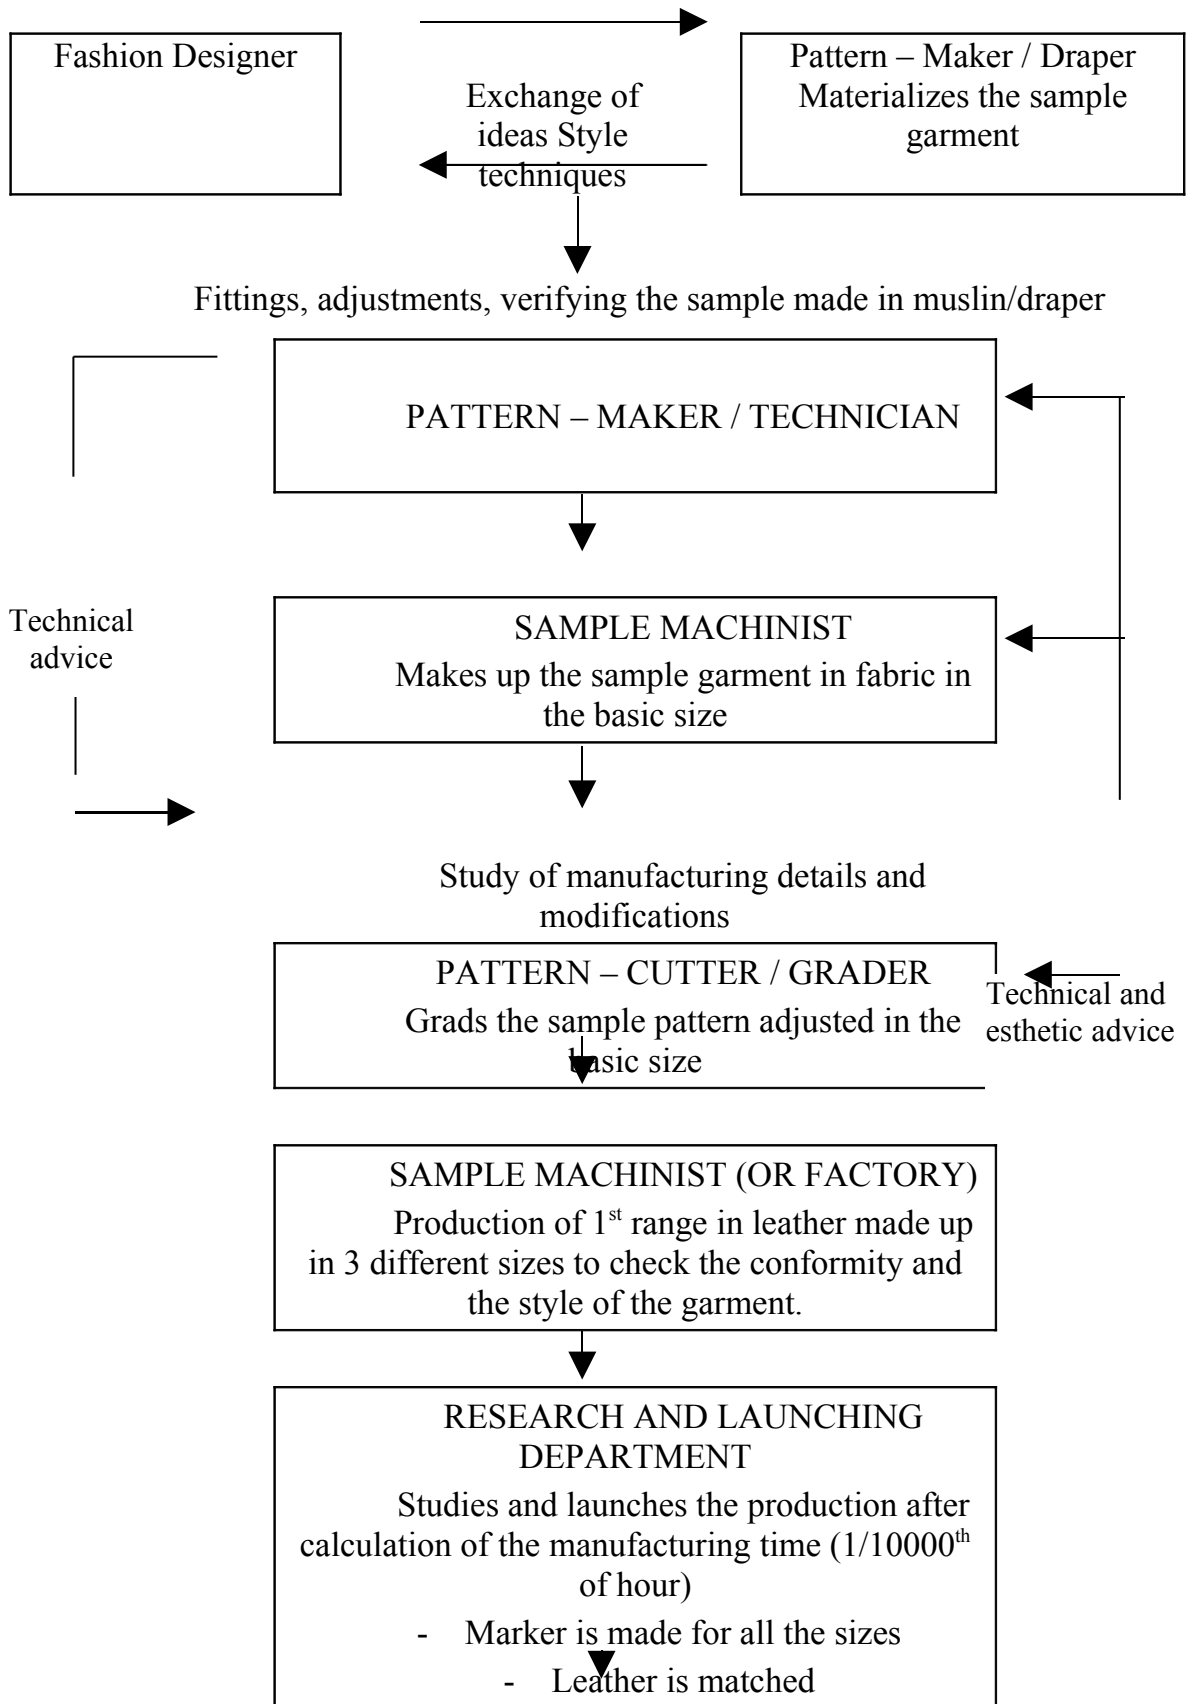 Fashion Designer
Pattern – Maker / Draper
Materializes the sample
garment
Exchange of
ideas Style
techniques
Fittings, adjustments, verifying the sample made in muslin/draper
PATTERN – MAKER / TECHNICIAN
Technical
advice
SAMPLE MACHINIST
Makes up the sample garment in fabric in
the basic size
Study of manufacturing details and
modifications
PATTERN – CUTTER / GRADER
Grads the sample pattern adjusted in the
basic size
Technical and
esthetic advice
SAMPLE MACHINIST (OR FACTORY)
Production of 1st range in leather made up
in 3 different sizes to check the conformity and
the style of the garment.
RESEARCH AND LAUNCHING
DEPARTMENT
Studies and launches the production after
calculation of the manufacturing time (1/10000th
of hour)
- Marker is made for all the sizes
- Leather is matched